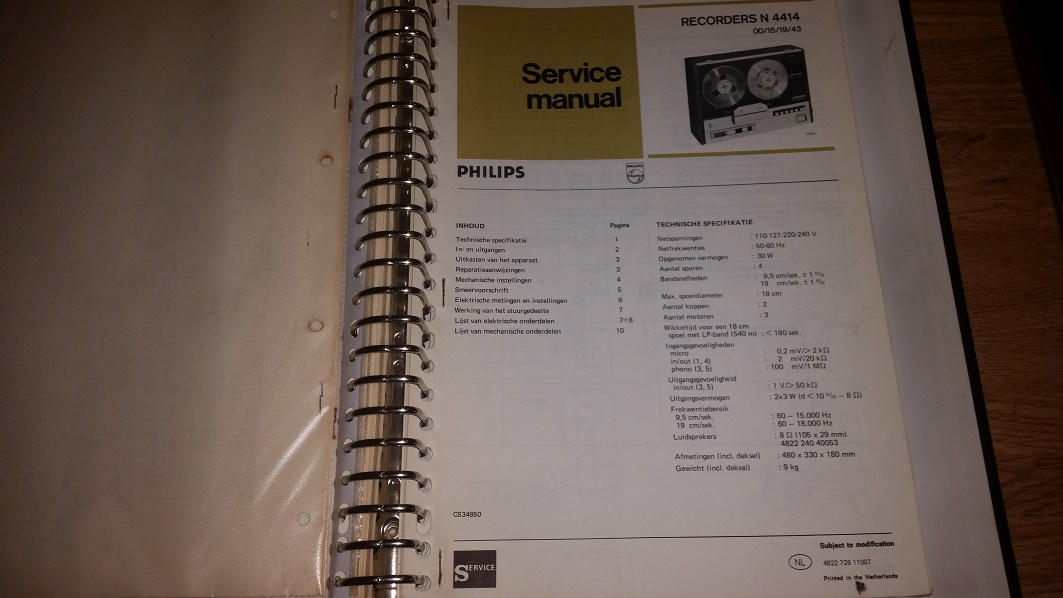 Service
manual
RECORDERS N 4414
00/15/19/43
PHILIPS
PHILIPS
INHOUD Pagina
Technische specifikatie 1
In- en uitgangen 2
Uitkasten van het apparaat 3
Reparatieaanwijzingen 3
Mechanische instellingen 4
Smeervoorschrift 5
Elektrische metingen en instellingen 6
Werking van het stuurgedeelte 7
Lijst van elektrische onderdelen 7+8
Lijst van mechanische onderdelen 10
TECHNISCHE SPECIFIKATIE
Netspanningen : 110-127-220-240 V
Netfrekwenties : 50-60 Hz
Opgenomen vermogen : 30 W
Aantal sporen : 4
Bandsnelheden : 9,5 cm/sek. ± 1 %
19 cm/sek. ± 1 %
Max. spoeldiameter : 18 cm
Aantal koppen : 2
Aantal motoren : 3
Wikkeltijd voor een 18 cm
spoel met LP-band (540 m) : < 180 sek.
Ingangsgevoeligheden
micro : 0,2 mV/> 2 kΩ
in/out (1, 4) : 2 mV/20 kΩ
phono (3, 5) : 100 mV/1 MΩ
Uitgangsgevoeligheid
in/out (3, 5) : 1 V/> 50 kΩ
Uitgangsvermogen : 2x3 W (d < 10 % – 8 Ω)
Frekwentiebereik
9,5 cm/sek. : 60 – 15.000 Hz
19 cm/sek. : 60 – 18.000 Hz
Luidsprekers : 8 Ω (105 x 29 mm)
4822 240 40053
Afmetingen (incl. deksel) : 480 x 330 x 180 mm
Gewicht (incl. deksel) : 9 kg
CS34850
SERVICE
Subject to modification
NL 4822 726 11007
Printed in the Netherlands